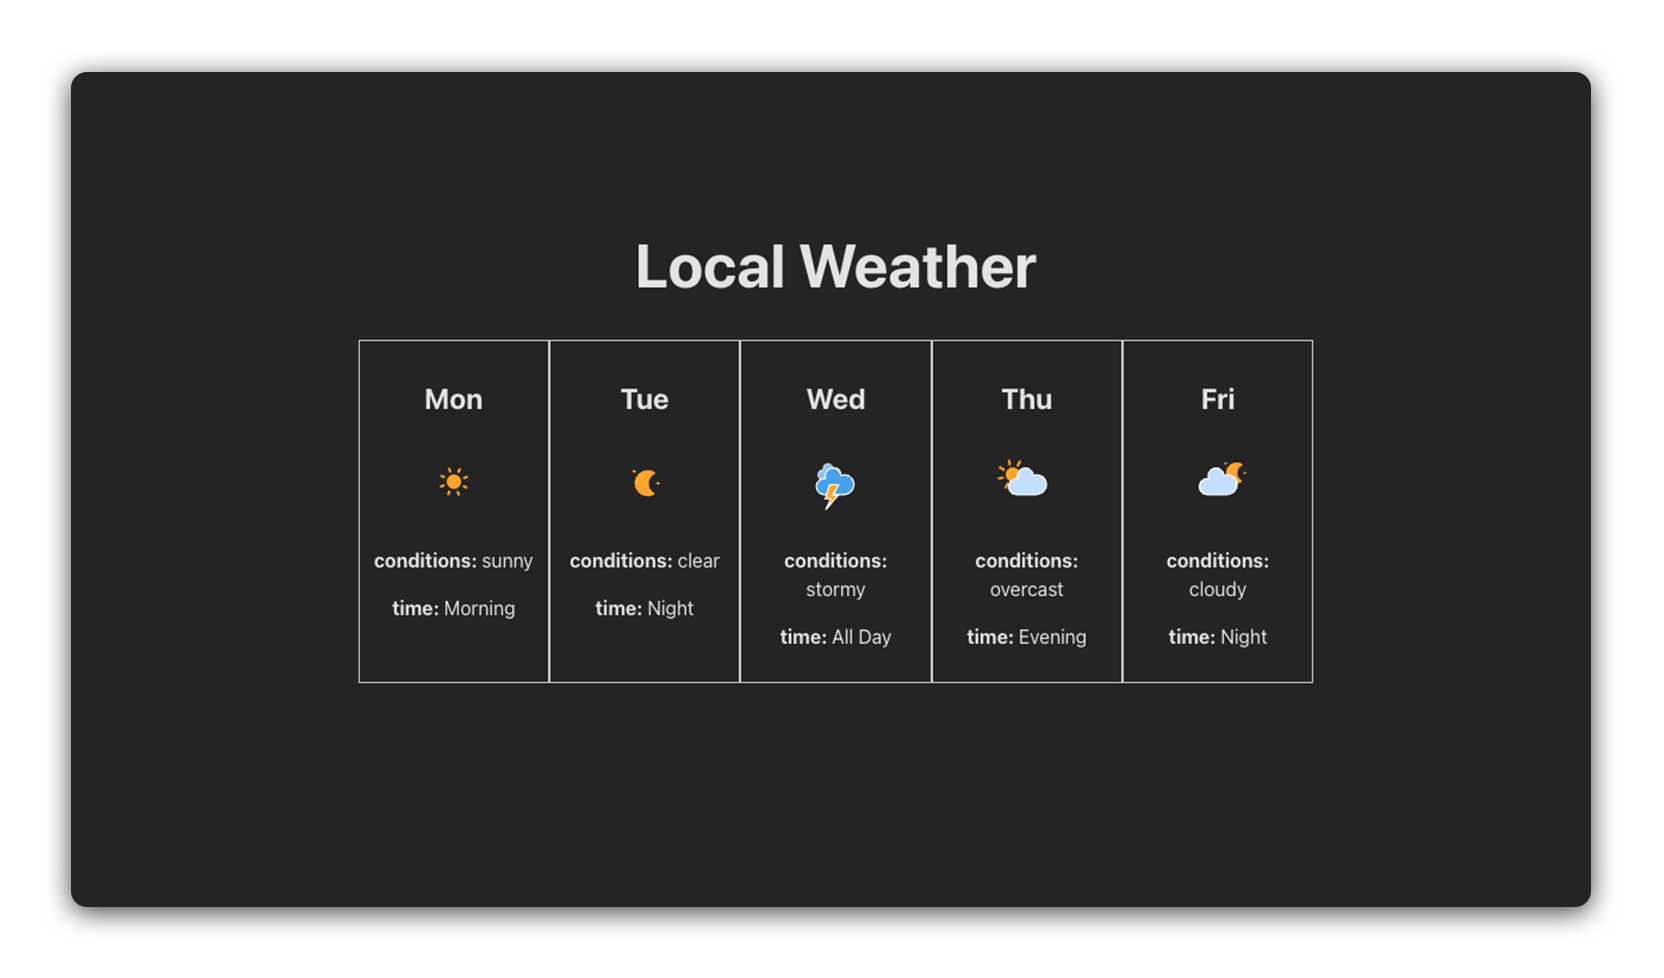 Local Weather
Mon
Tue
Wed
Thu
Fri
conditions: sunny
time: Morning
conditions: clear
time: Night
conditions:
stormy
time: All Day
conditions:
overcast
time: Evening
conditions:
cloudy
time: Night